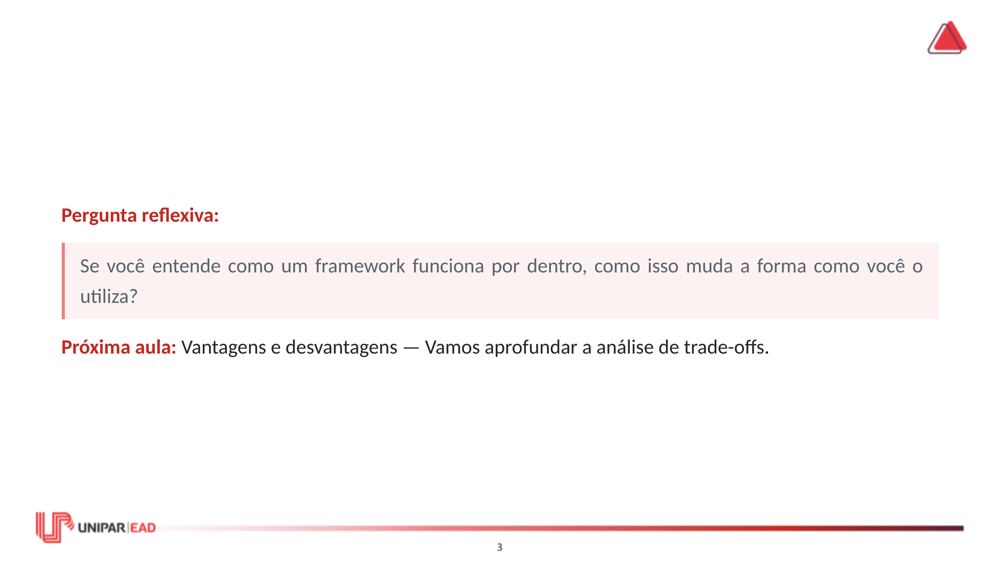 Pergunta reflexiva:
Se você entende como um framework funciona por dentro, como isso muda a forma como você o
utiliza?
Próxima aula: Vantagens e desvantagens — Vamos aprofundar a análise de trade-offs.
UNIPAR|EAD
3